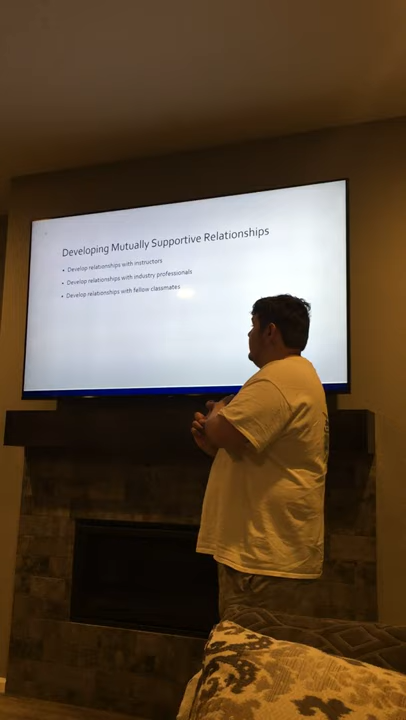 Developing Mutually Supportive Relationships
• Develop relationships with instructors
• Develop relationships with industry professionals
• Develop relationships with fellow classmates